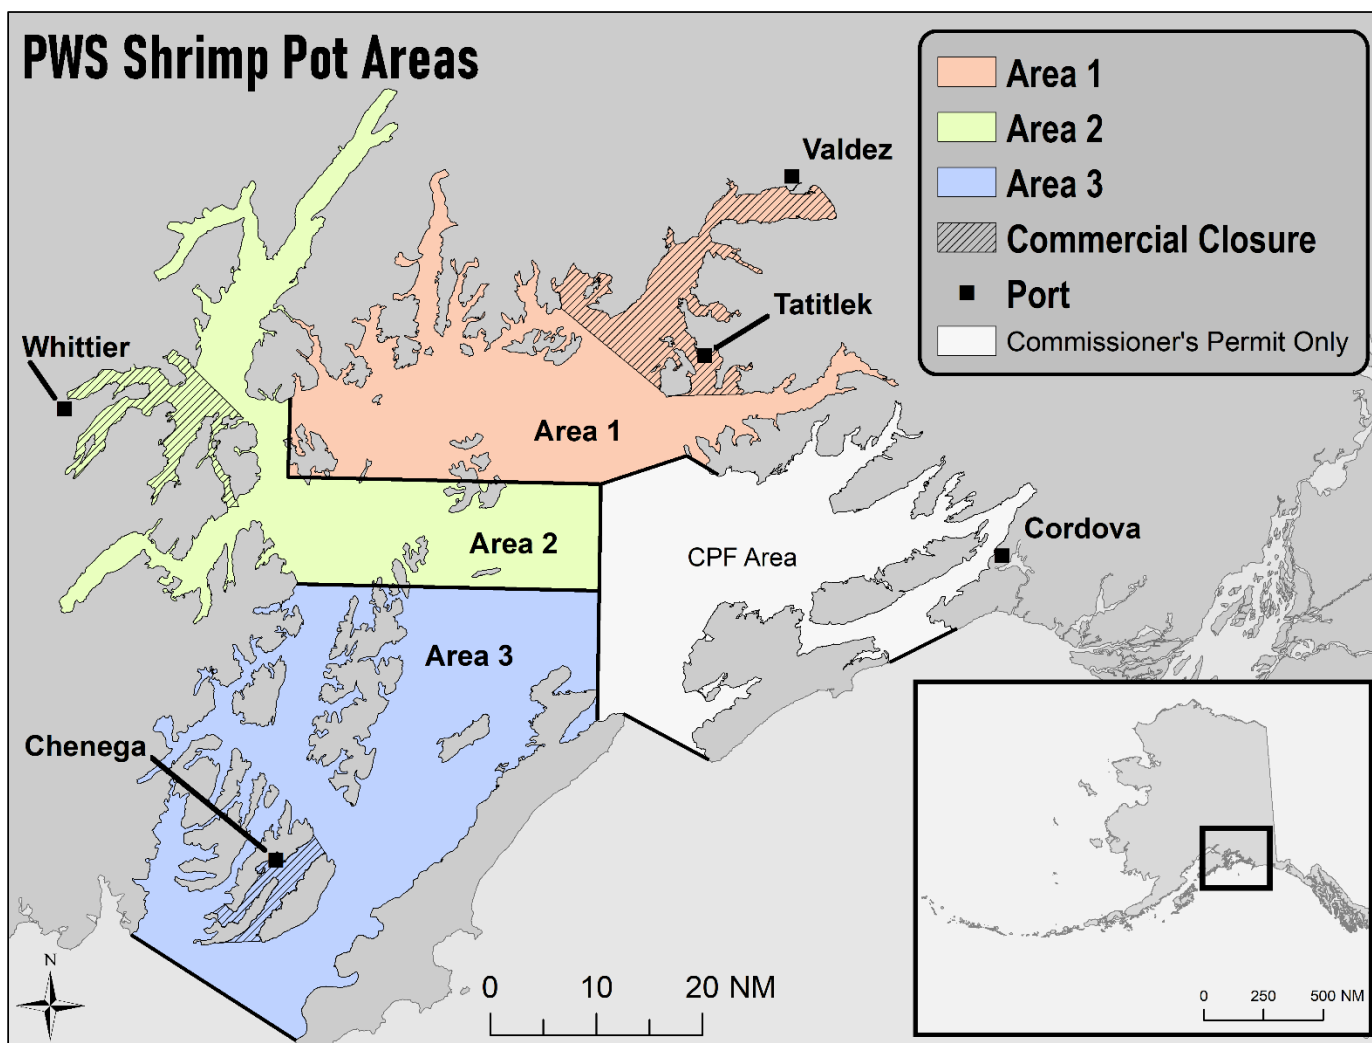 PWS Shrimp Pot Areas
Area 1
Area 2
Area 3
Commercial Closure
Port
Commissioner's Permit Only
Valdez
Tatitlek
Whittier
Area 1
Area 2
CPF Area
Cordova
Area 3
Chenega
N
0 10 20 NM
0 250 500 NM